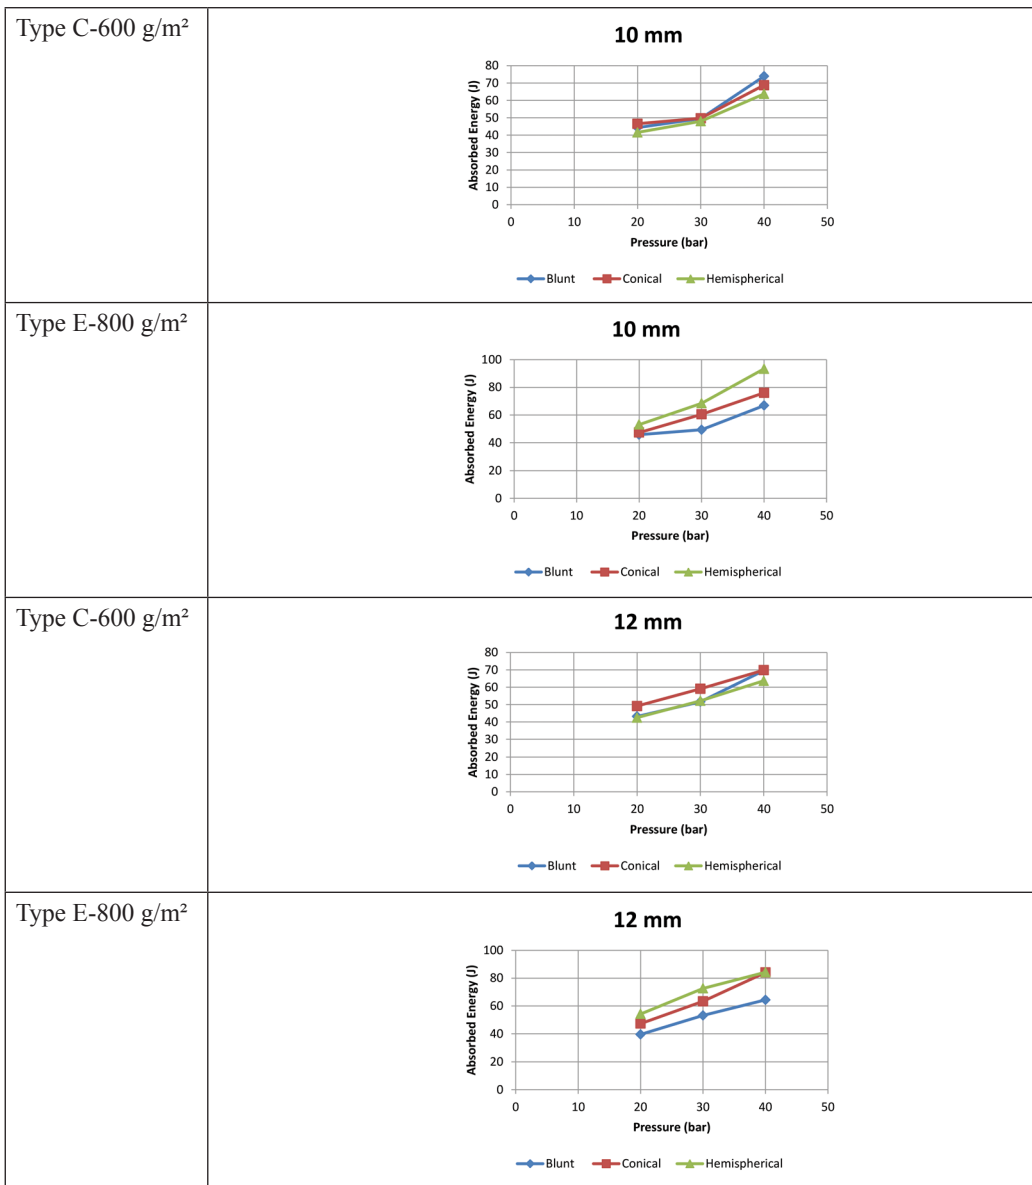 Type C-600 g/m²
10 mm
Absorbed Energy (J)
80
70
60
50
40
30
20
10
0
0 10 20 30 40 50
Pressure (bar)
Blunt Conical Hemispherical
Type E-800 g/m²
10 mm
Absorbed Energy (J)
100
80
60
40
20
0
0 10 20 30 40 50
Pressure (bar)
Blunt Conical Hemispherical
Type C-600 g/m²
12 mm
Absorbed Energy (J)
80
70
60
50
40
30
20
10
0
0 10 20 30 40 50
Pressure (bar)
Blunt Conical Hemispherical
Type E-800 g/m²
12 mm
Absorbed Energy (J)
100
80
60
40
20
0
0 10 20 30 40 50
Pressure (bar)
Blunt Conical Hemispherical